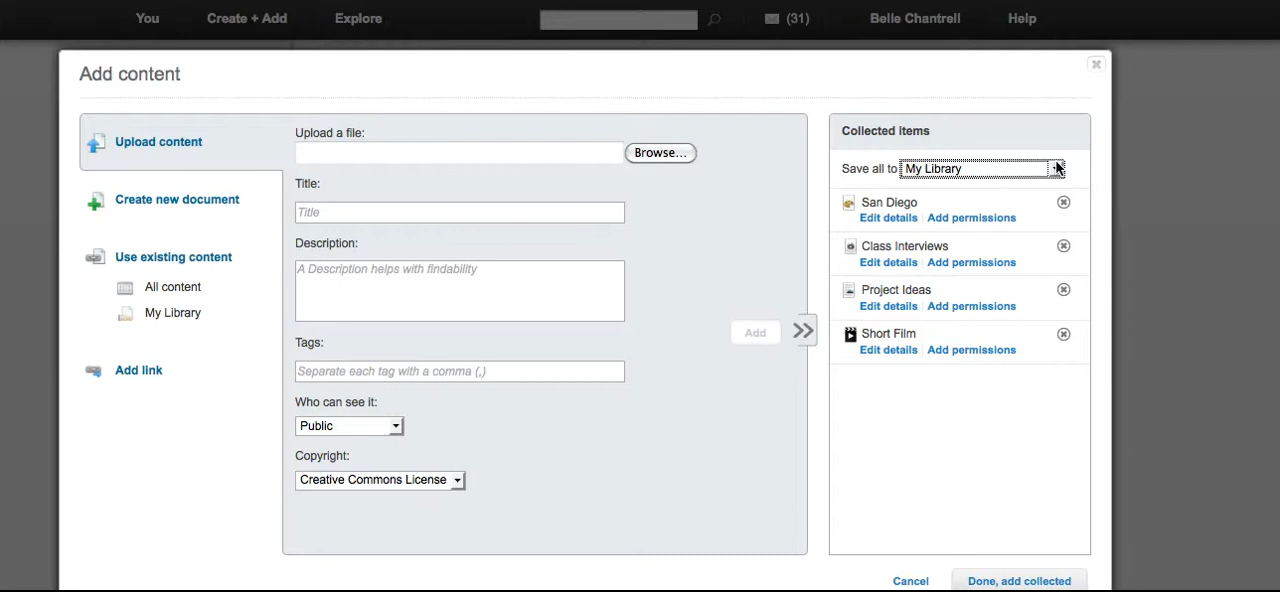 You
Create + Add
Explore
(31)
Belle Chantrell
Help
Add content
Upload content
Create new document
Use existing content
All content
My Library
Add link
Upload a file:
Browse...
Title:
Title
Description:
A Description helps with findability
Tags:
Separate each tag with a comma (,)
Who can see it:
Public
Copyright:
Creative Commons License
Add
Collected items
Save all to My Library
San Diego
Edit details Add permissions
Class Interviews
Edit details Add permissions
Project Ideas
Edit details Add permissions
Short Film
Edit details Add permissions
Cancel
Done, add collected